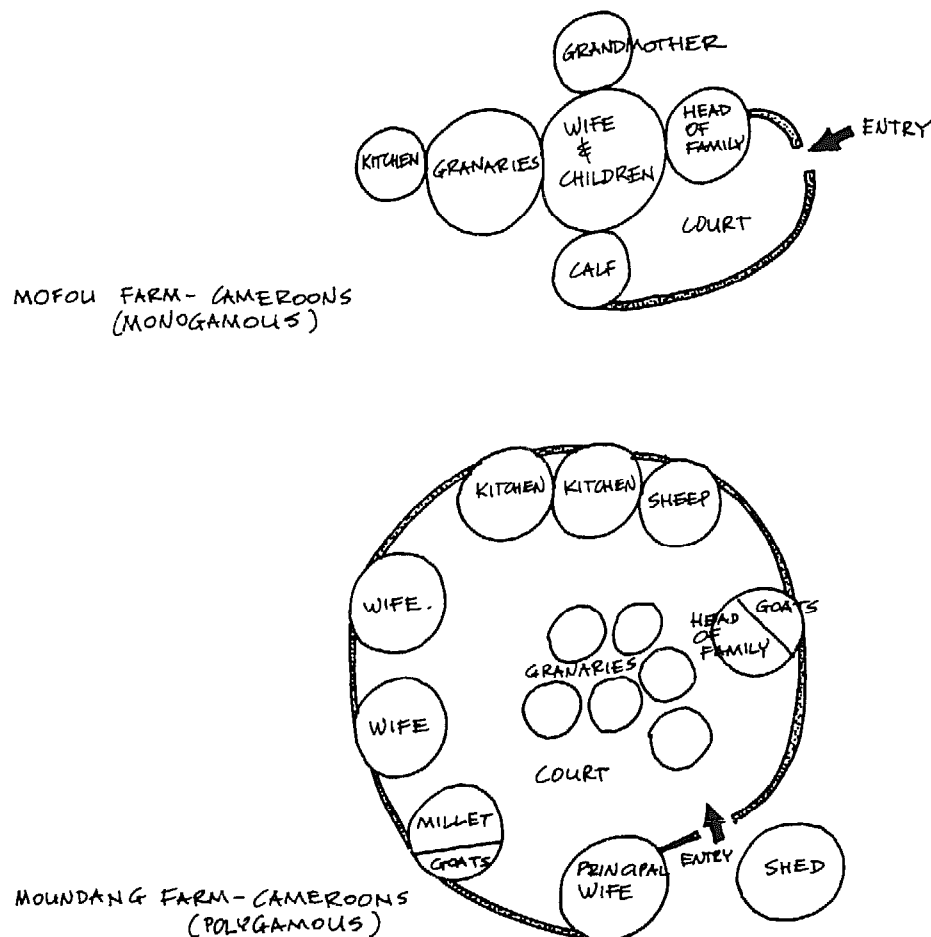 GRANDMOTHER
HEAD
OF
FAMILY
ENTRY
WIFE
&
CHILDREN
KITCHEN
GRANARIES
COURT
CALF
MOFOU FARM - CAMEROONS
(MONOGAMOUS)
KITCHEN
KITCHEN
SHEEP
WIFE.
GOATS
HEAD
OF
FAMILY
GRANARIES
WIFE
COURT
MILLET
GOATS
PRINCIPAL
WIFE
ENTRY
SHED
MOUNDANG FARM - CAMEROONS
(POLYGAMOUS)